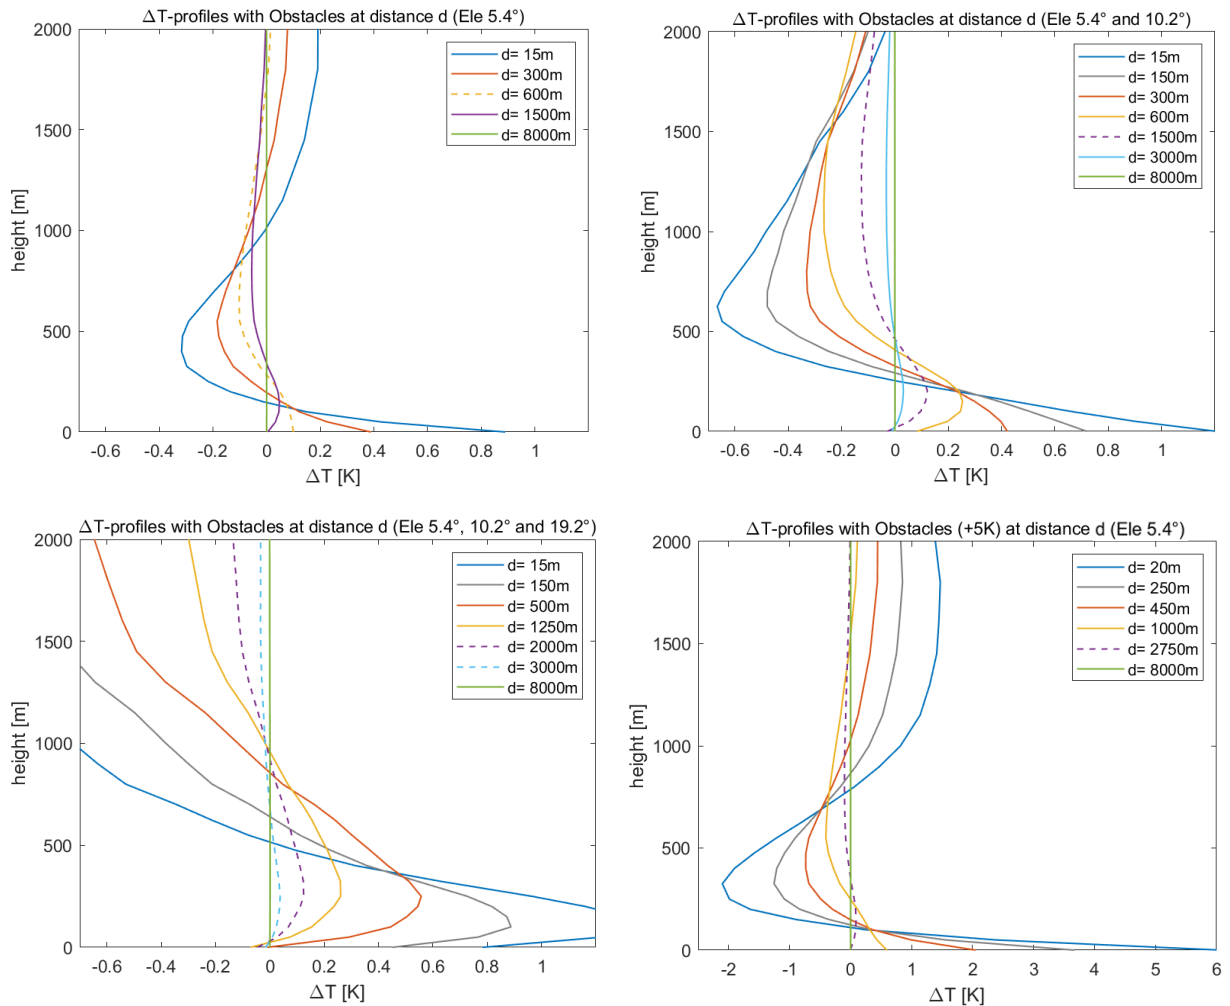 ΔT-profiles with Obstacles at distance d (Ele 5.4°)
2000
1500
1000
500
0
height [m]
-0.6 -0.4 -0.2 0 0.2 0.4 0.6 0.8 1
ΔT [K]
d= 15m
d= 300m
d= 600m
d= 1500m
d= 8000m
ΔT-profiles with Obstacles at distance d (Ele 5.4° and 10.2°)
2000
1500
1000
500
0
height [m]
-0.6 -0.4 -0.2 0 0.2 0.4 0.6 0.8 1
ΔT [K]
d= 15m
d= 150m
d= 300m
d= 600m
d= 1500m
d= 3000m
d= 8000m
ΔT-profiles with Obstacles at distance d (Ele 5.4°, 10.2° and 19.2°)
2000
1500
1000
500
0
height [m]
-0.6 -0.4 -0.2 0 0.2 0.4 0.6 0.8 1
ΔT [K]
d= 15m
d= 150m
d= 500m
d= 1250m
d= 2000m
d= 3000m
d= 8000m
ΔT-profiles with Obstacles (+5K) at distance d (Ele 5.4°)
2000
1500
1000
500
0
height [m]
-2 -1 0 1 2 3 4 5 6
ΔT [K]
d= 20m
d= 250m
d= 450m
d= 1000m
d= 2750m
d= 8000m